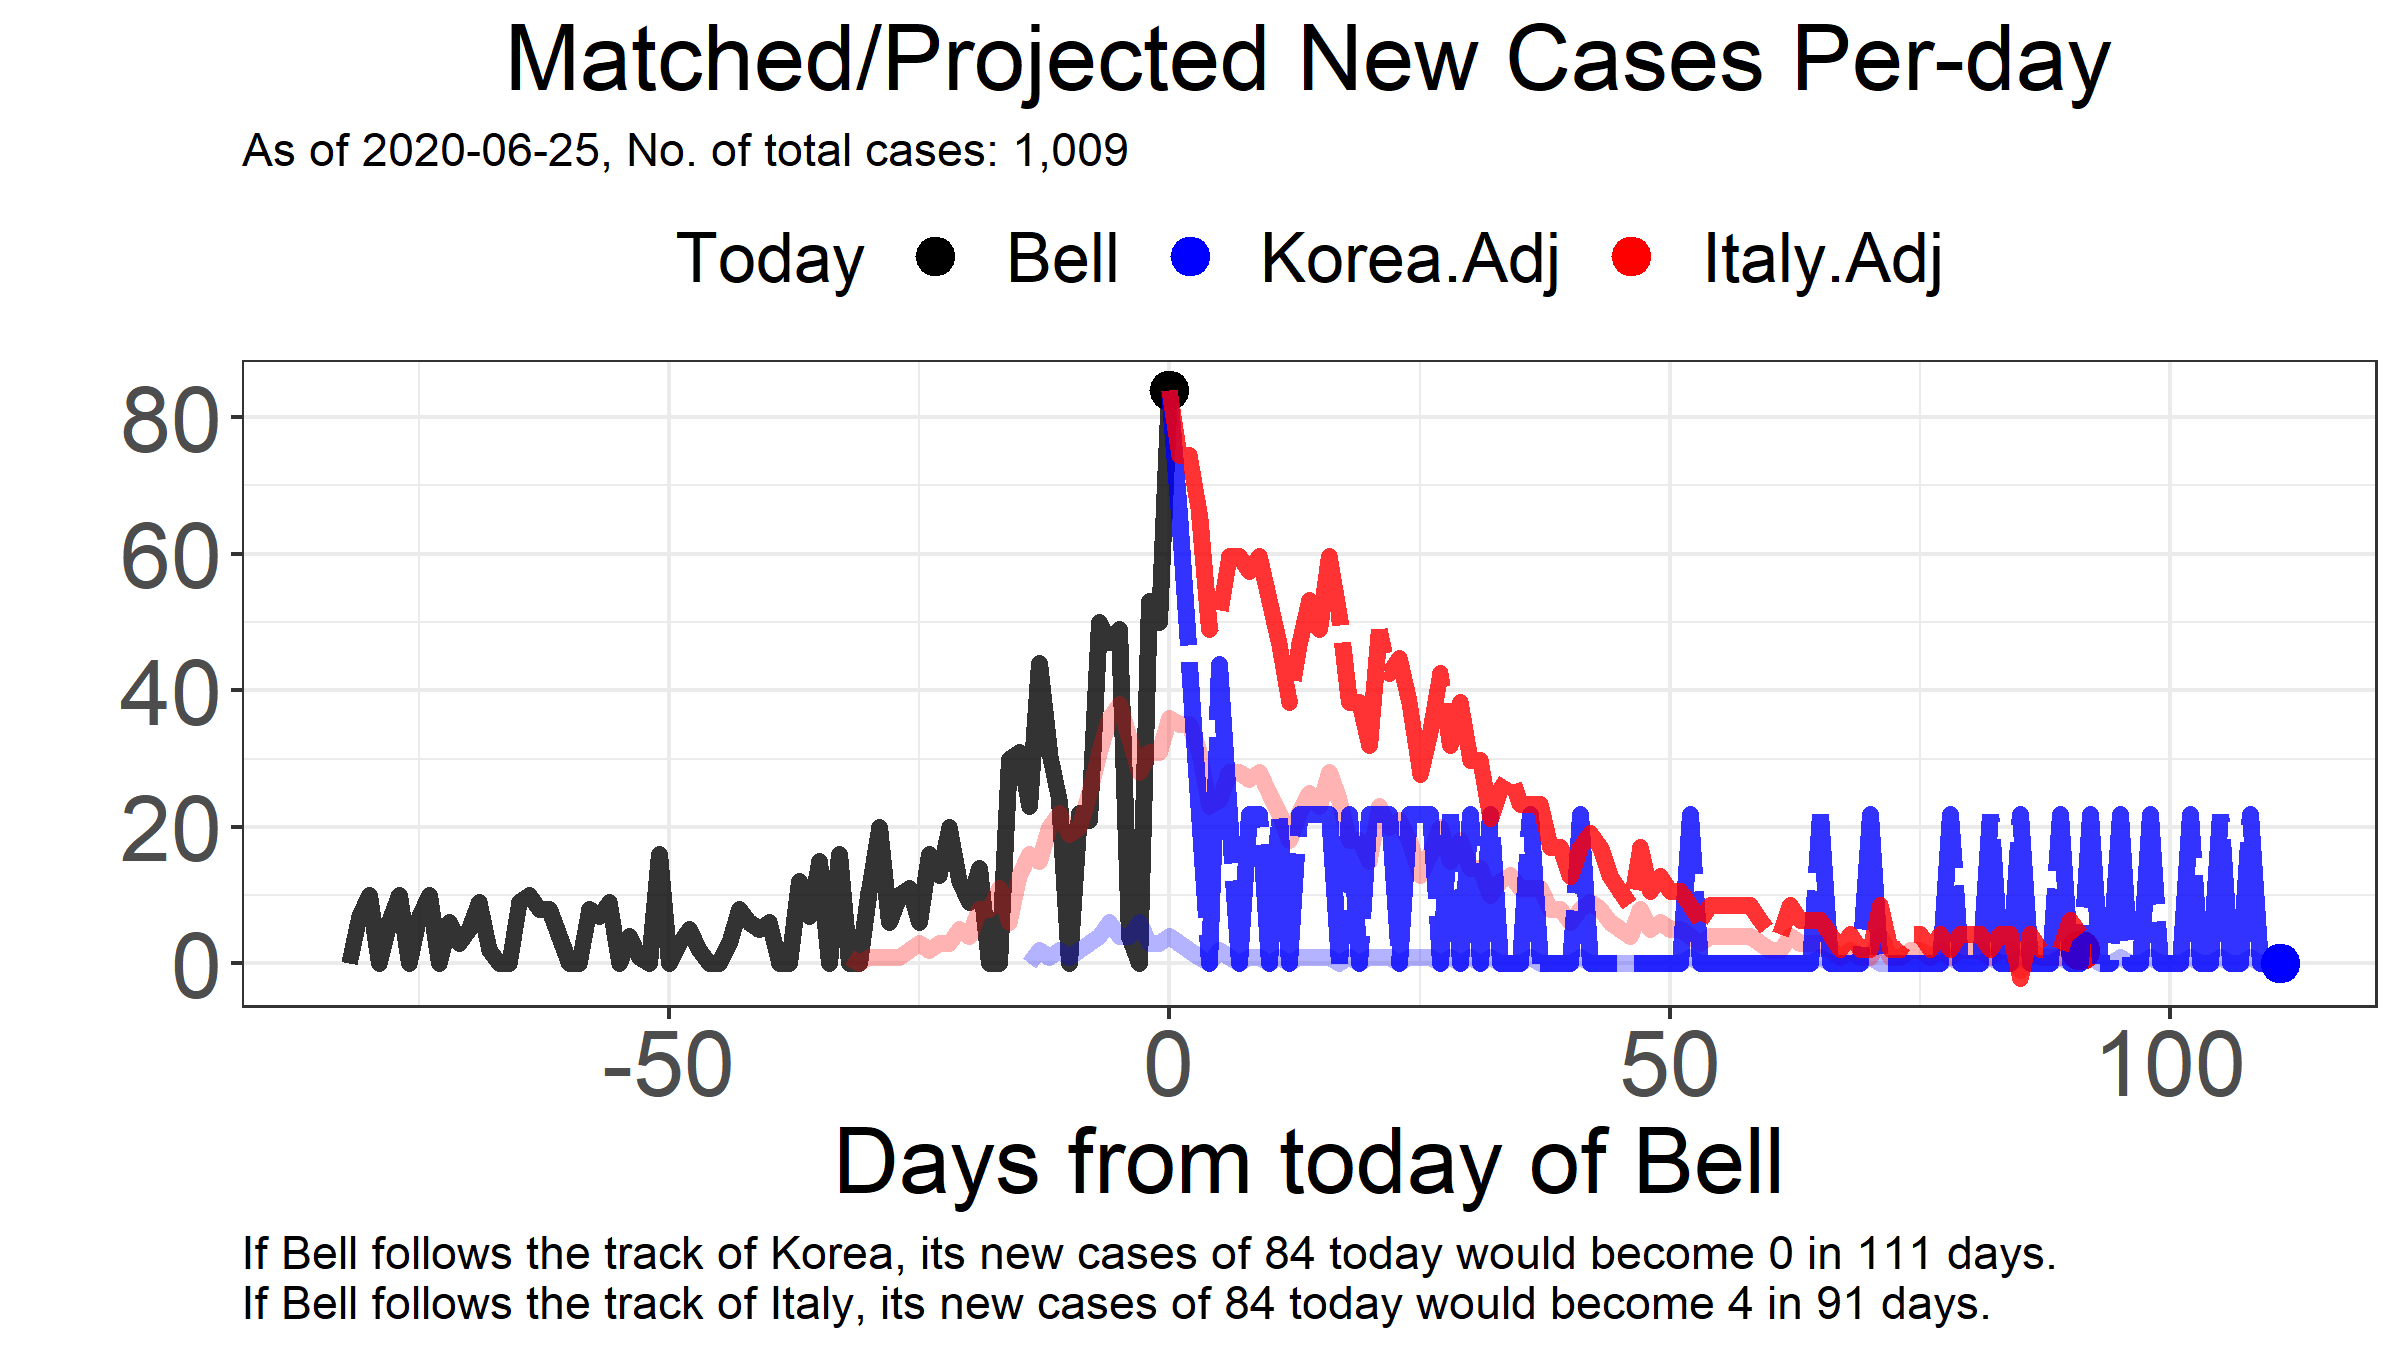 Matched/Projected New Cases Per-day
As of 2020-06-25, No. of total cases: 1,009
Today Bell Korea.Adj Italy.Adj
80
60
40
20
0
-50 0 50 100
Days from today of Bell
If Bell follows the track of Korea, its new cases of 84 today would become 0 in 111 days.
If Bell follows the track of Italy, its new cases of 84 today would become 4 in 91 days.